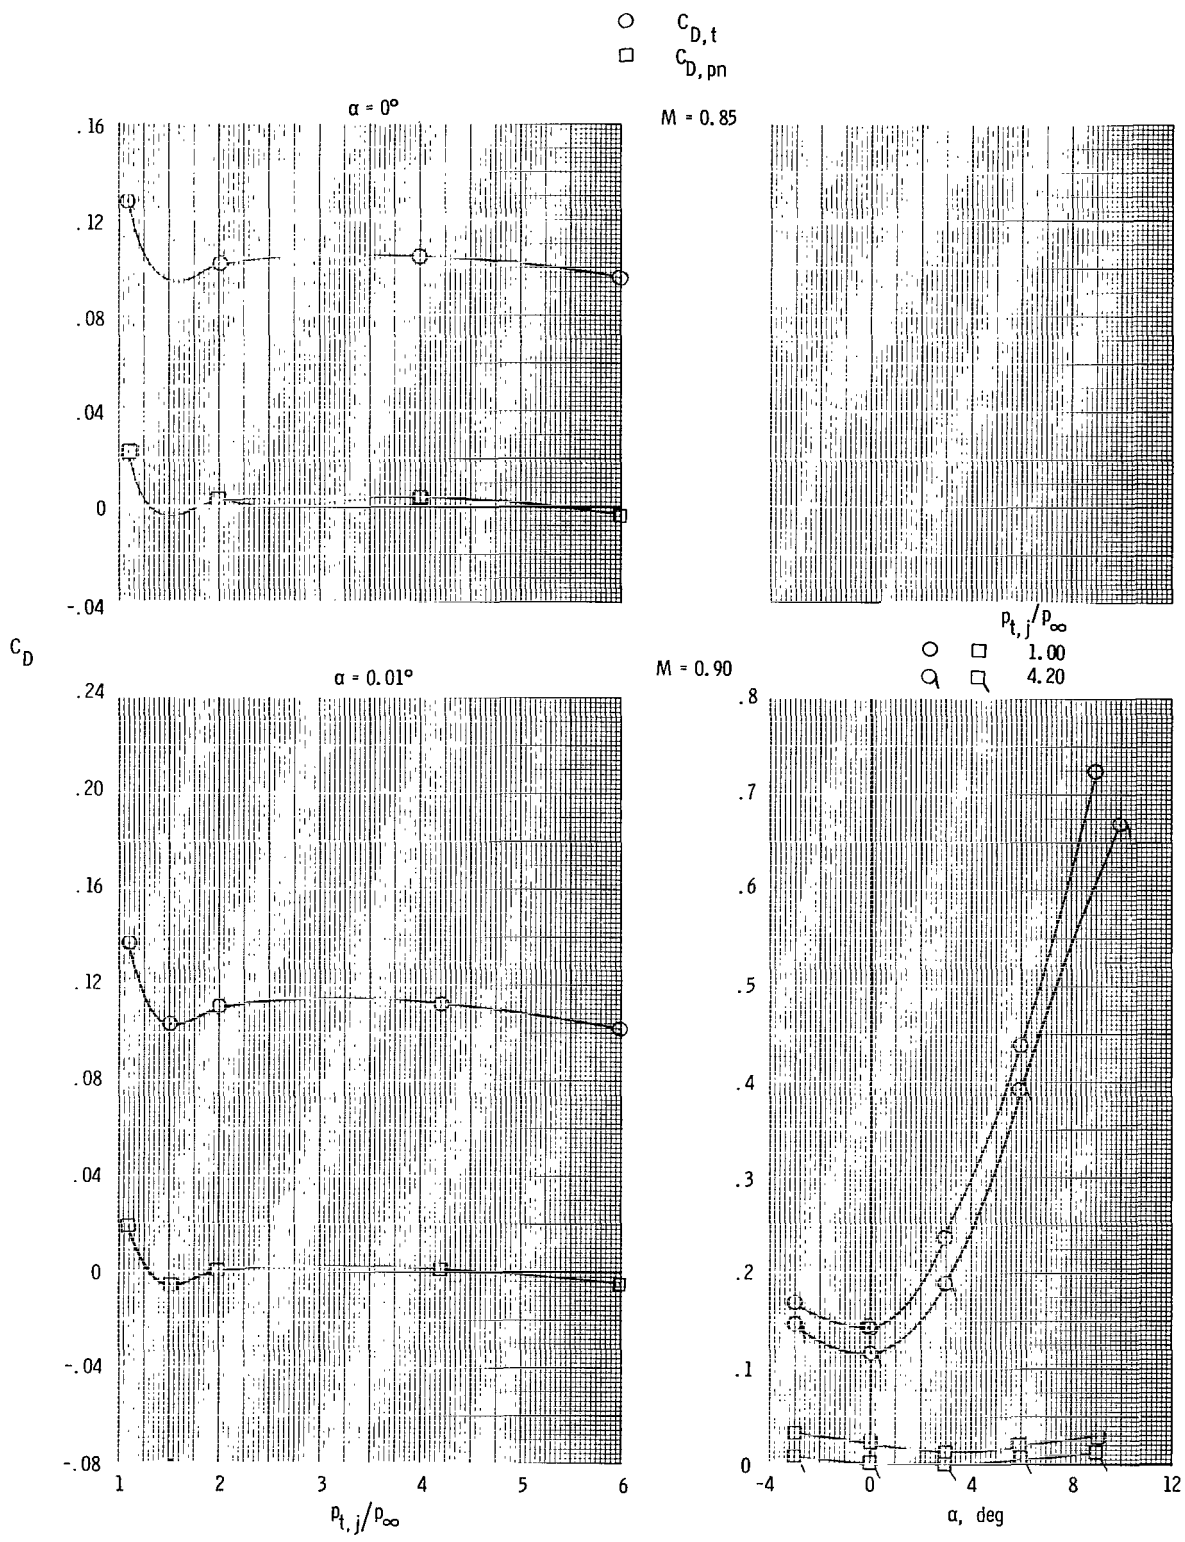 C_D,t
C_D,pn
α = 0°
M = 0.85
.16
.12
.08
.04
0
-.04
p_t,j/p_∞
1.00
4.20
C_D
α = 0.01°
M = 0.90
.24
.20
.16
.12
.08
.04
0
-.04
-.08
1 2 3 4 5 6
p_t,j/p_∞
.8
.7
.6
.5
.4
.3
.2
.1
0
-4 0 4 8 12
α, deg